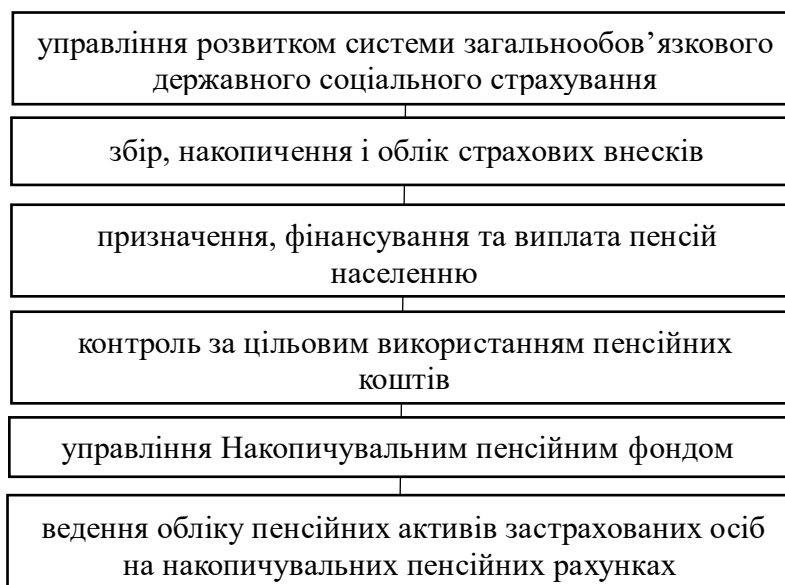 управління розвитком системи загальнообов’язкового
державного соціального страхування
збір, накопичення і облік страхових внесків
призначення, фінансування та виплата пенсій
населенню
контроль за цільовим використанням пенсійних
коштів
управління Накопичувальним пенсійним фондом
ведення обліку пенсійних активів застрахованих осіб
на накопичувальних пенсійних рахунках